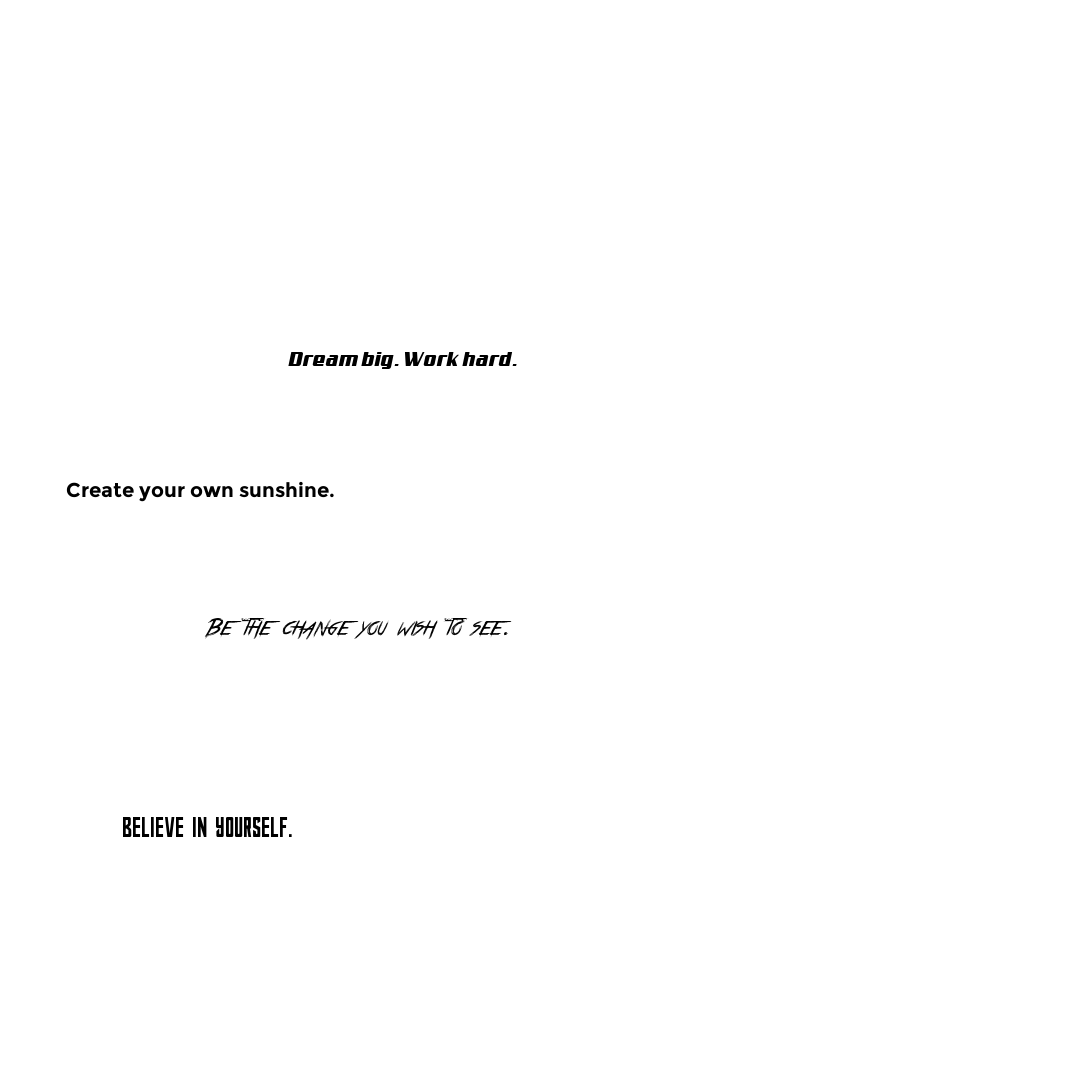 Dream big. Work hard.
Create your own sunshine.
Be the change you wish to see.
BELIEVE IN YOURSELF.